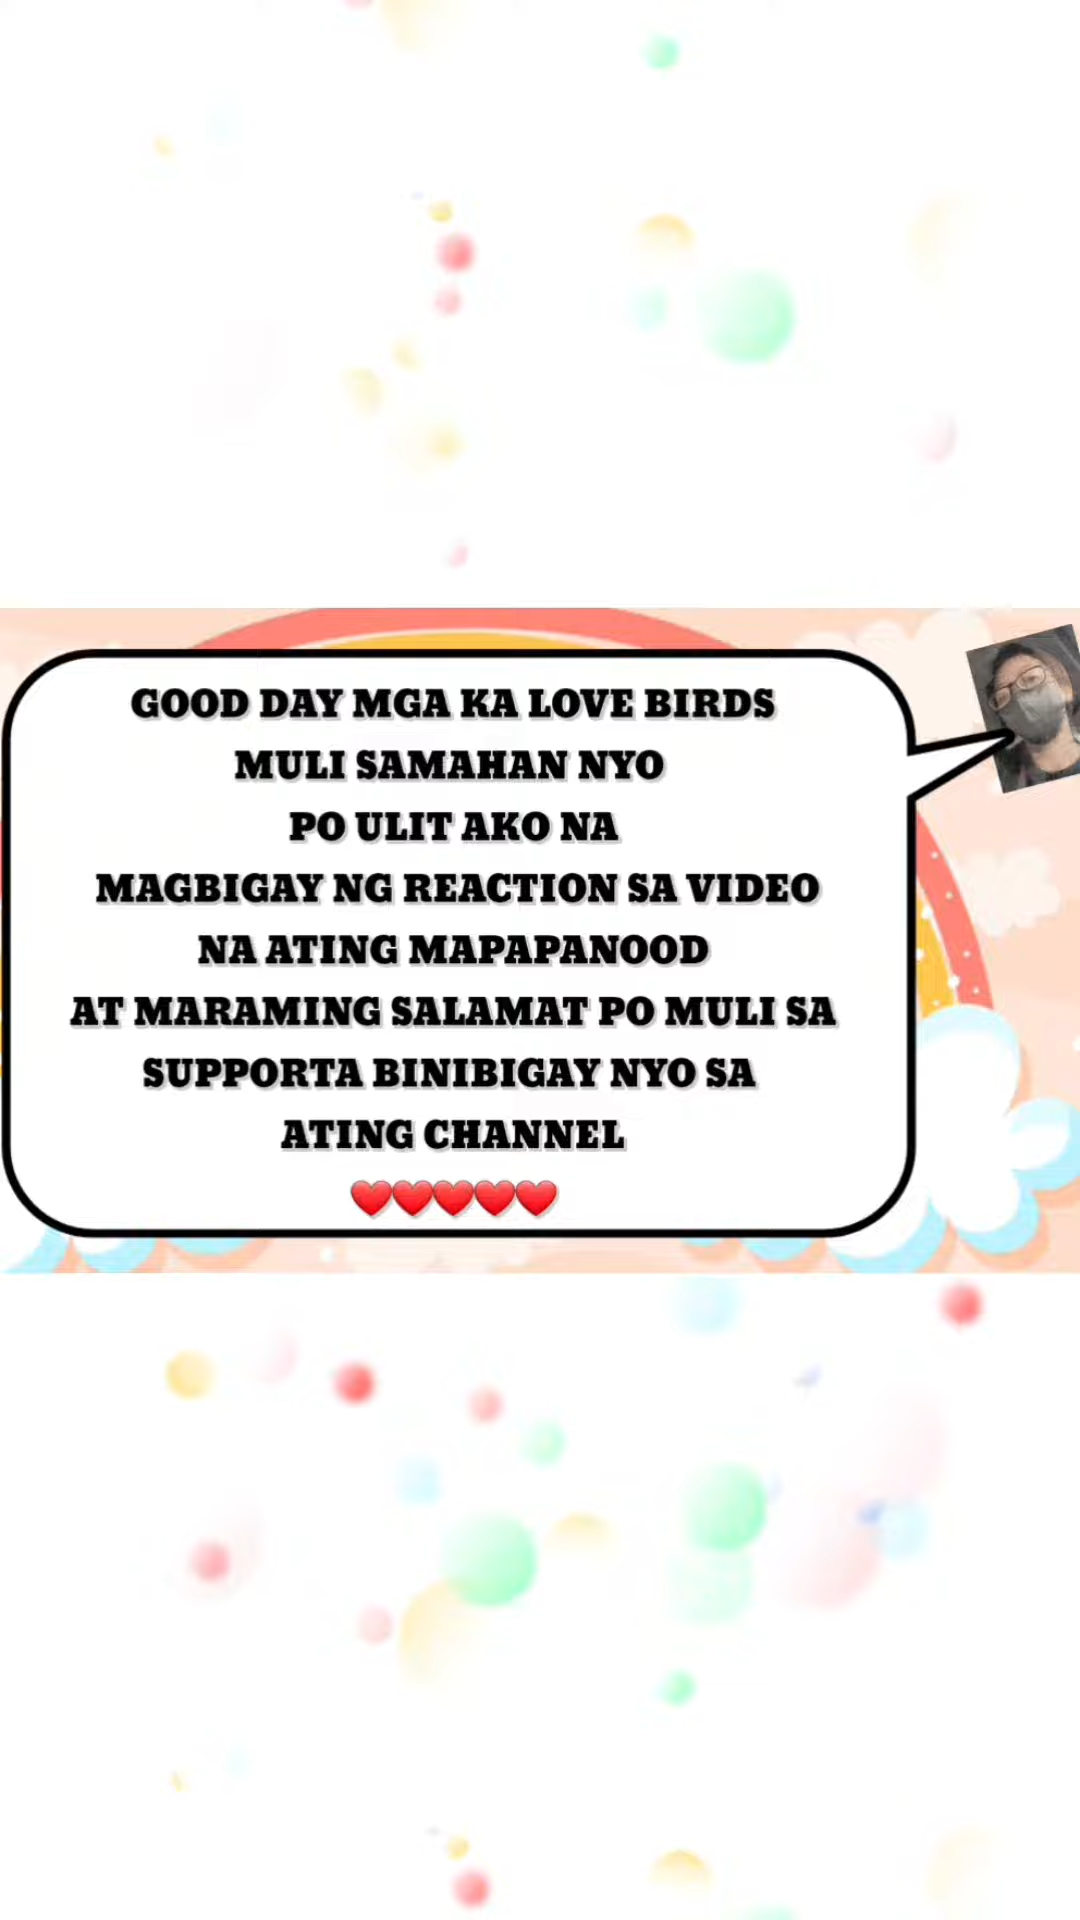 GOOD DAY MGA KA LOVE BIRDS
MULI SAMAHAN NYO
PO ULIT AKO NA
MAGBIGAY NG REACTION SA VIDEO
NA ATING MAPAPANOOD
AT MARAMING SALAMAT PO MULI SA
SUPPORTA BINIBIGAY NYO SA
ATING CHANNEL
❤️❤️❤️❤️❤️